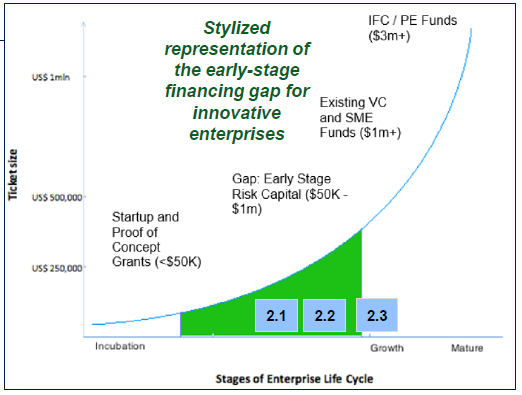 Stylized
representation of
the early-stage
financing gap for
innovative
enterprises
IFC / PE Funds
($3m+)
US$ 1mln
Existing VC
and SME
Funds ($1m+)
Gap: Early Stage
Risk Capital ($50K -
$1m)
Ticket size
US$ 500,000
Startup and
Proof of
Concept
Grants (<$50K)
US$ 250,000
2.1
2.2
2.3
Incubation
Growth
Mature
Stages of Enterprise Life Cycle